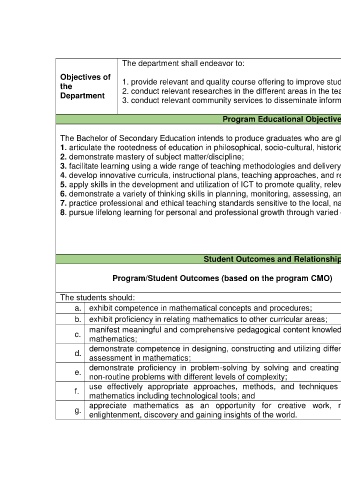 The department shall endeavor to:
Objectives of the Department
1. provide relevant and quality course offering to improve stud
2. conduct relevant researches in the different areas in the tea
3. conduct relevant community services to disseminate inform
Program Educational Objective
The Bachelor of Secondary Education intends to produce graduates who are gl
1. articulate the rootedness of education in philosophical, socio-cultural, historic
2. demonstrate mastery of subject matter/discipline;
3. facilitate learning using a wide range of teaching methodologies and delivery
4. develop innovative curricula, instructional plans, teaching approaches, and re
5. apply skills in the development and utilization of ICT to promote quality, relev
6. demonstrate a variety of thinking skills in planning, monitoring, assessing, an
7. practice professional and ethical teaching standards sensitive to the local, na
8. pursue lifelong learning for personal and professional growth through varied
Student Outcomes and Relationship
Program/Student Outcomes (based on the program CMO)
The students should:
a. exhibit competence in mathematical concepts and procedures;
b. exhibit proficiency in relating mathematics to other curricular areas;
c. manifest meaningful and comprehensive pedagogical content knowled
mathematics;
d. demonstrate competence in designing, constructing and utilizing differ
assessment in mathematics;
e. demonstrate proficiency in problem-solving by solving and creating
non-routine problems with different levels of complexity;
f. use effectively appropriate approaches, methods, and techniques
mathematics including technological tools; and
g. appreciate mathematics as an opportunity for creative work, r
enlightenment, discovery and gaining insights of the world.